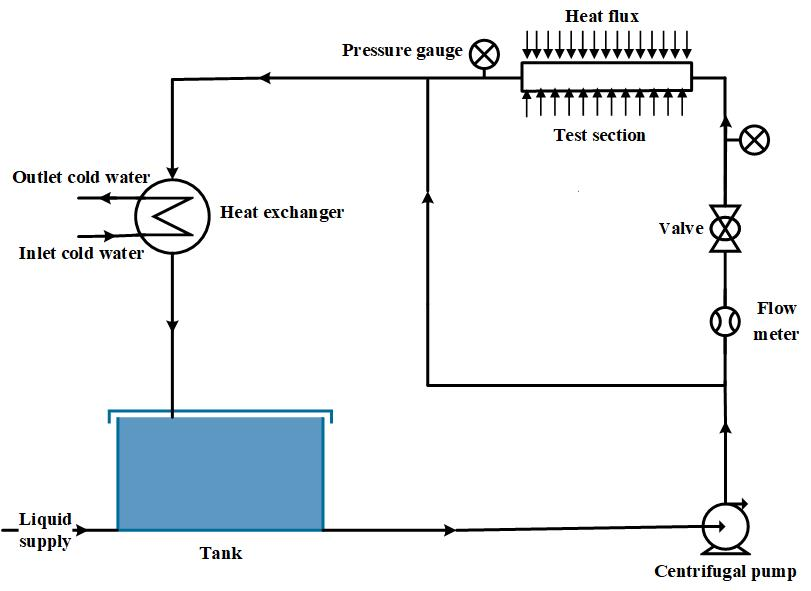 Heat flux
Pressure gauge
Test section
Outlet cold water
Heat exchanger
Valve
Inlet cold water
Flow
meter
Liquid
supply
Tank
Centrifugal pump